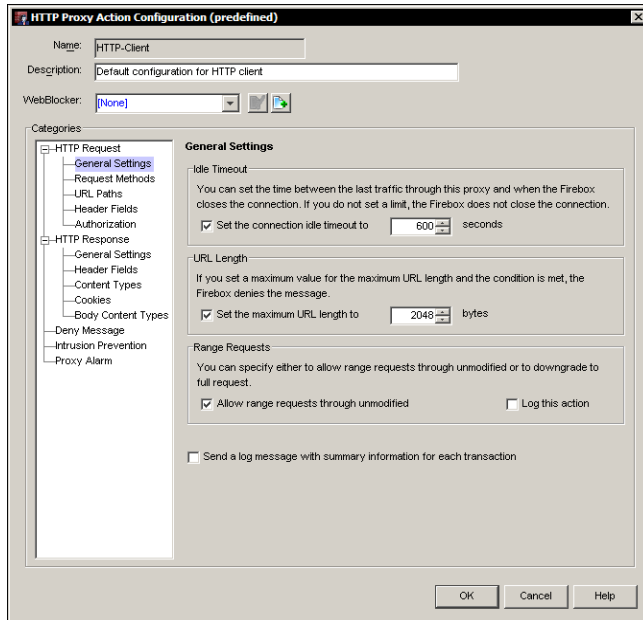 HTTP Proxy Action Configuration (predefined)
Name: HTTP-Client
Description: Default configuration for HTTP client
WebBlocker: [None]
Categories
HTTP Request
General Settings
Request Methods
URL Paths
Header Fields
Authorization
HTTP Response
General Settings
Header Fields
Content Types
Cookies
Body Content Types
Deny Message
Intrusion Prevention
Proxy Alarm
General Settings
Idle Timeout
You can set the time between the last traffic through this proxy and when the Firebox
closes the connection. If you do not set a limit, the Firebox does not close the connection.
Set the connection idle timeout to 600 seconds
URL Length
If you set a maximum value for the maximum URL length and the condition is met, the
Firebox denies the message.
Set the maximum URL length to 2048 bytes
Range Requests
You can specify either to allow range requests through unmodified or to downgrade to
full request.
Allow range requests through unmodified Log this action
Send a log message with summary information for each transaction
OK Cancel Help